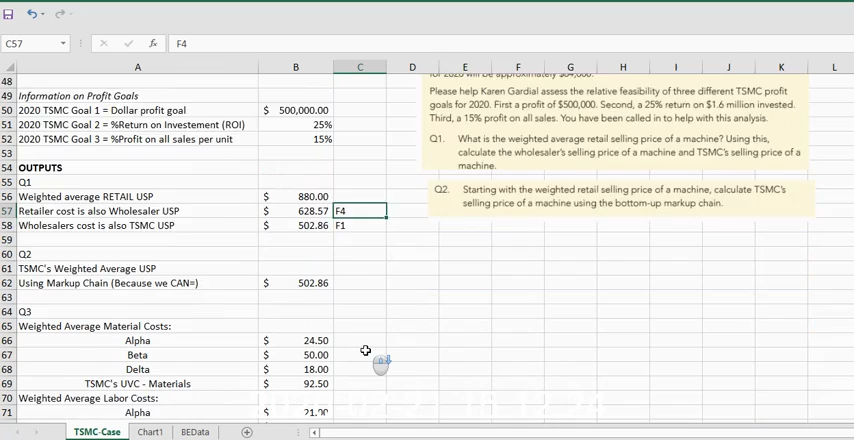 C57
fx
F4
A B C D E F G H I J K L
48
49 Information on Profit Goals
50 2020 TSMC Goal 1 = Dollar profit goal $ 500,000.00
51 2020 TSMC Goal 2 = %Return on Investement (ROI) 25%
52 2020 TSMC Goal 3 = %Profit on all sales per unit 15%
53
54 OUTPUTS
55 Q1
56 Weighted average RETAIL USP $ 880.00
57 Retailer cost is also Wholesaler USP $ 628.57 F4
58 Wholesalers cost is also TSMC USP $ 502.86 F1
59
60 Q2
61 TSMC's Weighted Average USP
62 Using Markup Chain (Because we CAN=) $ 502.86
63
64 Q3
65 Weighted Average Material Costs:
66 Alpha $ 24.50
67 Beta $ 50.00
68 Delta $ 18.00
69 TSMC's UVC - Materials $ 92.50
70 Weighted Average Labor Costs:
71 Alpha $ 21.00
for 2020 will be approximately $64,000.
Please help Karen Gardial assess the relative feasibility of three different TSMC profit
goals for 2020. First a profit of $500,000. Second, a 25% return on $1.6 million invested.
Third, a 15% profit on all sales. You have been called in to help with this analysis.
Q1. What is the weighted average retail selling price of a machine? Using this,
calculate the wholesaler's selling price of a machine and TSMC's selling price of a
machine.
Q2. Starting with the weighted retail selling price of a machine, calculate TSMC's
selling price of a machine using the bottom-up markup chain.
TSMC-Case Chart1 BEData